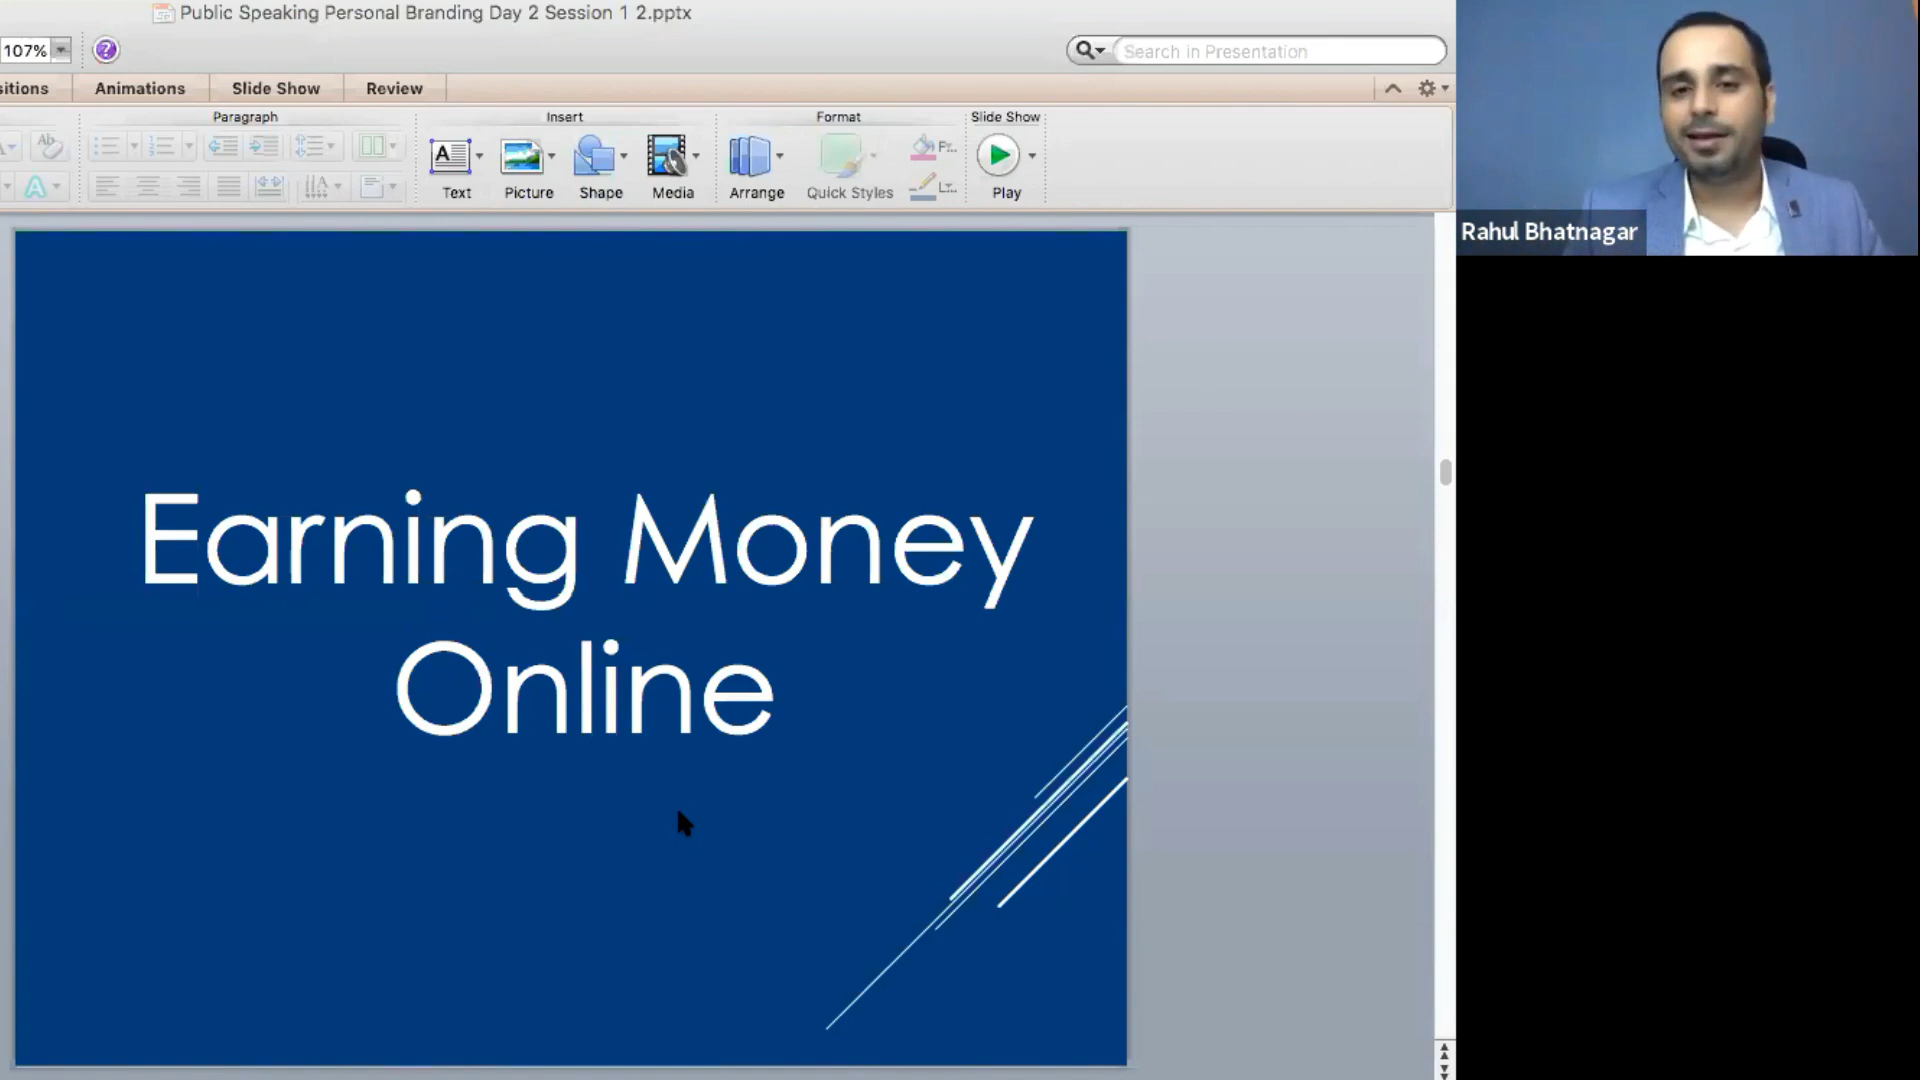 Public Speaking Personal Branding Day 2 Session 1 2.pptx
107%
?
Search in Presentation
sitions
Animations
Slide Show
Review
Paragraph
Insert
Format
Slide Show
Text
Picture
Shape
Media
Arrange
Quick Styles
Play
Rahul Bhatnagar
Earning Money
Online